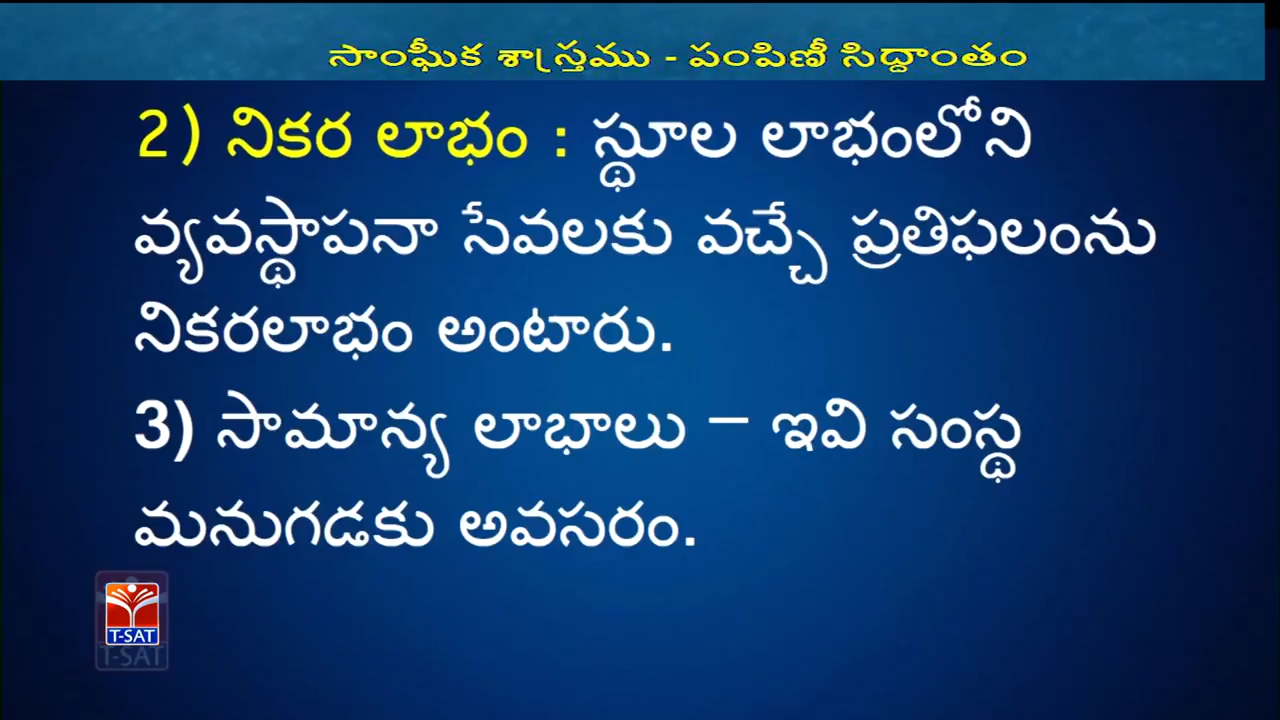 సాంఘీక శాస్త్రము - పంపిణీ సిద్దాంతం
2) నికర లాభం : స్థూల లాభంలోని
వ్యవస్థాపనా సేవలకు వచ్చే ప్రతిఫలంను
నికరలాభం అంటారు.
3) సామాన్య లాభాలు – ఇవి సంస్థ
మనుగడకు అవసరం.
T-SAT
T-SAT